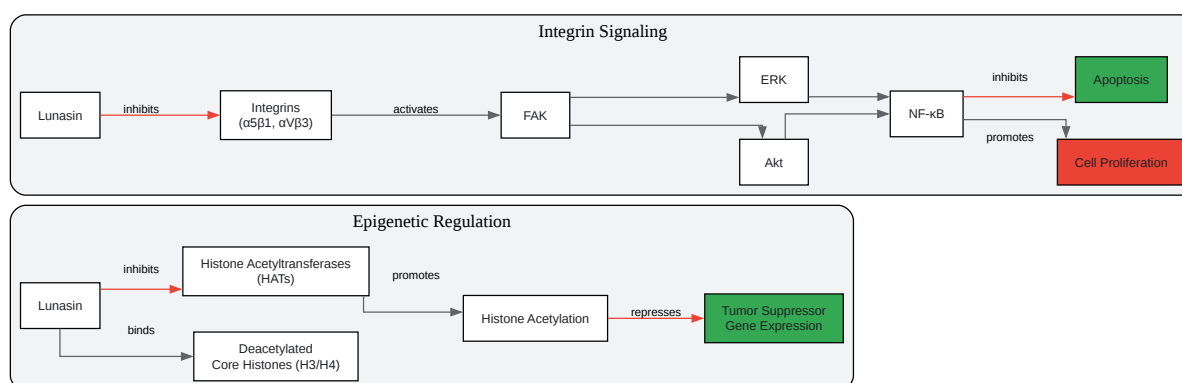 Integrin Signaling
Lunasin
inhibits
Integrins
(α5β1, αVβ3)
activates
FAK
ERK
Akt
NF-κB
inhibits
Apoptosis
promotes
Cell Proliferation
Epigenetic Regulation
Lunasin
inhibits
Histone Acetyltransferases
(HATs)
promotes
Histone Acetylation
represses
Tumor Suppressor
Gene Expression
binds
Deacetylated
Core Histones (H3/H4)